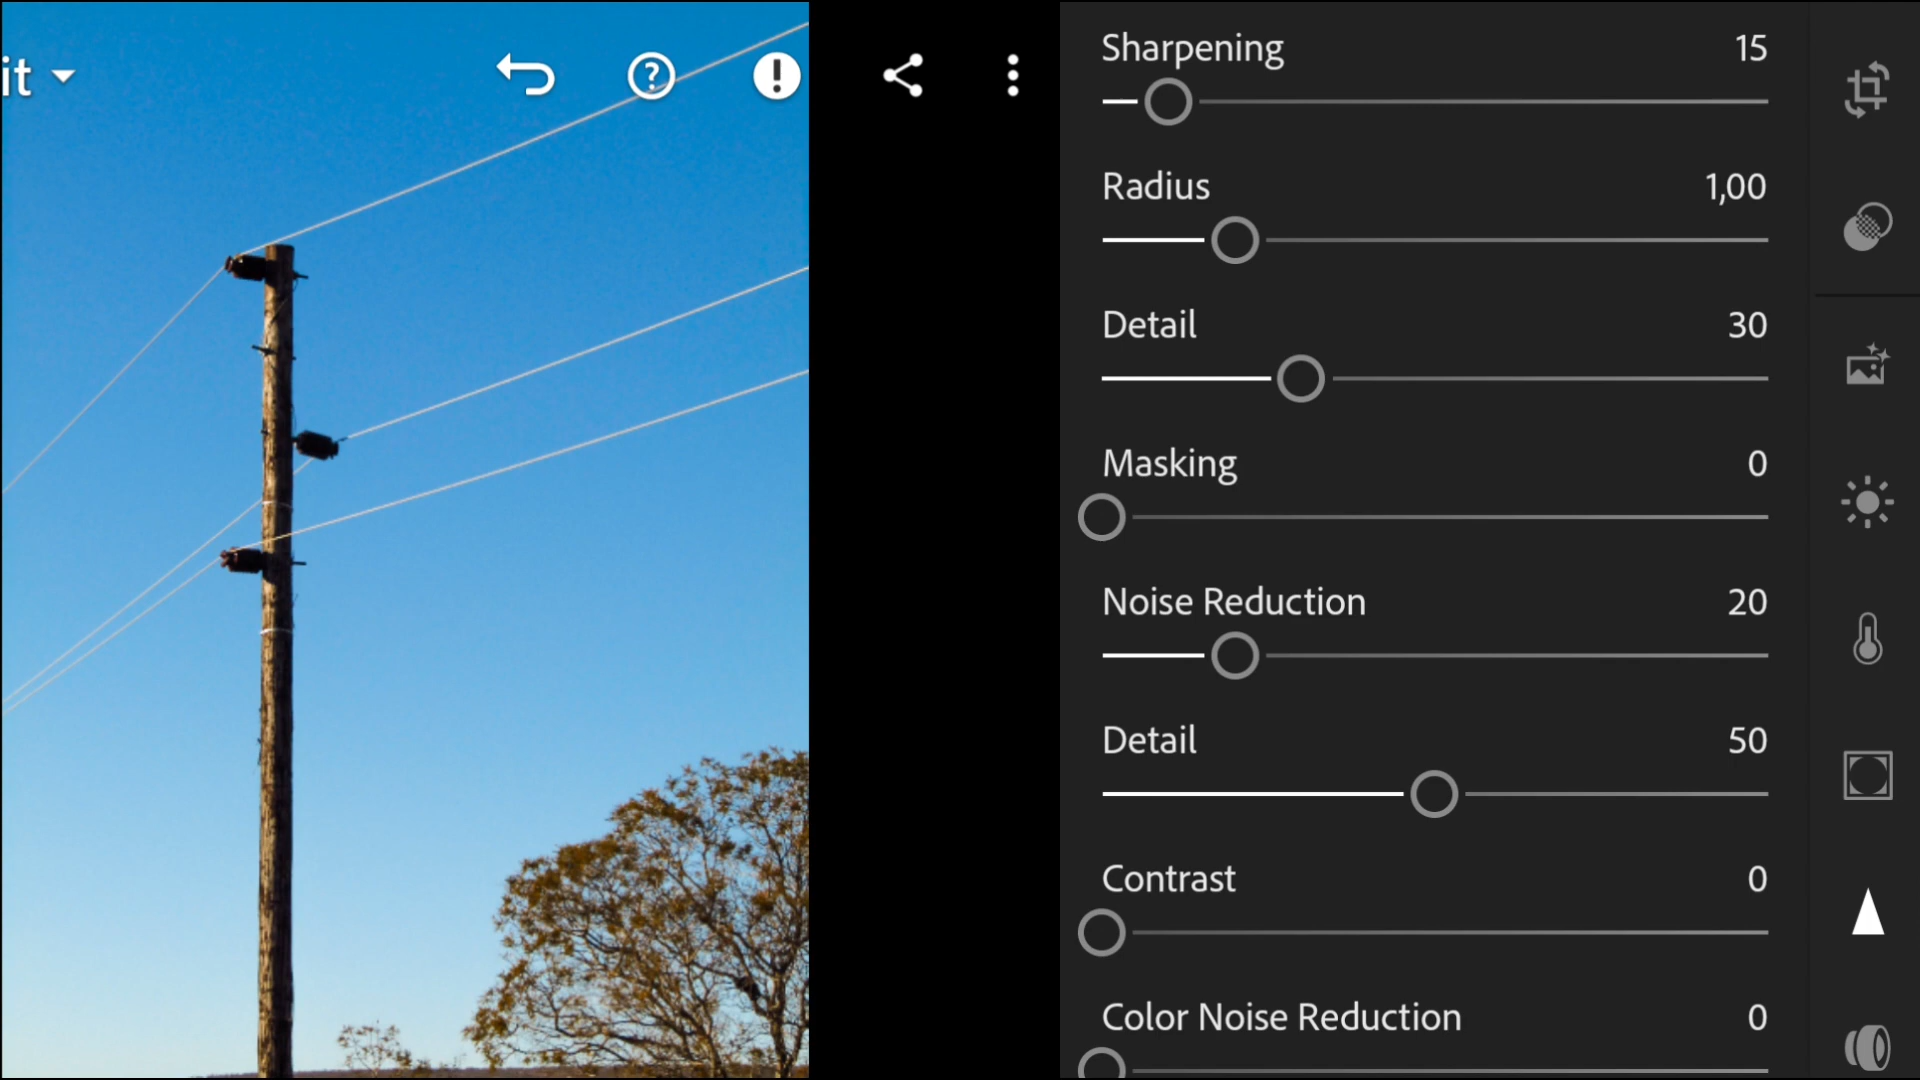 it
Sharpening 15
Radius 1,00
Detail 30
Masking 0
Noise Reduction 20
Detail 50
Contrast 0
Color Noise Reduction 0